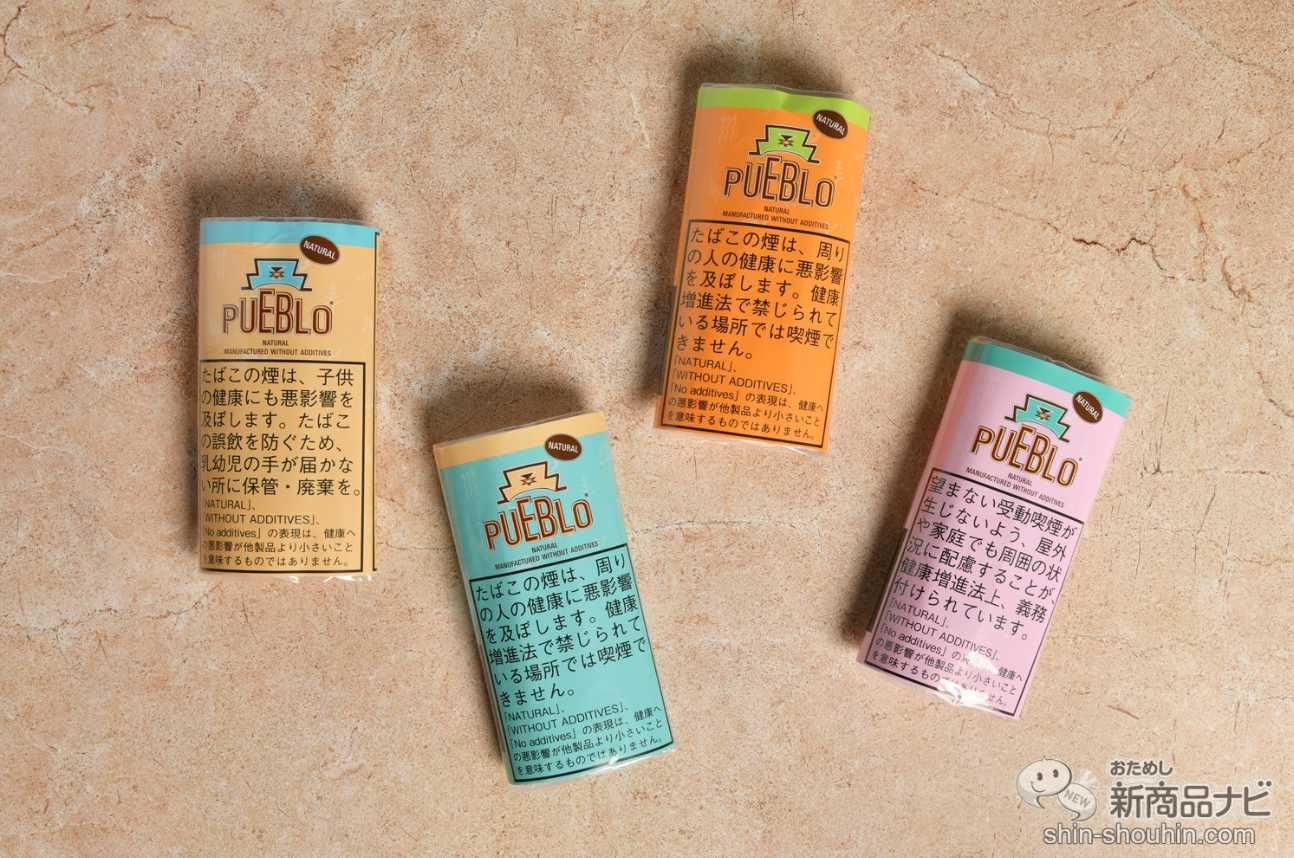 NATURAL
PUEBLO
NATURAL
MANUFACTURED WITHOUT ADDITIVES
たばこの煙は、子供
の健康にも悪影響を
及ぼします。たばこ
の誤飲を防ぐため、
乳幼児の手が届かな
い所に保管・廃棄を。
「NATURAL」、
「WITHOUT ADDITIVES」、
「No additives」の表現は、健康へ
の悪影響が他製品より小さいこと
を意味するものではありません。
NATURAL
PUEBLO
NATURAL
MANUFACTURED WITHOUT ADDITIVES
たばこの煙は、周り
の人の健康に悪影響
を及ぼします。健康
増進法で禁じられて
いる場所では喫煙で
きません。
「NATURAL」、
「WITHOUT ADDITIVES」、
「No additives」の表現は、健康へ
の悪影響が他製品より小さいこと
を意味するものではありません。
NATURAL
PUEBLO
NATURAL
MANUFACTURED WITHOUT ADDITIVES
たばこの煙は、周り
の人の健康に悪影響
を及ぼします。健康
増進法で禁じられて
いる場所では喫煙で
きません。
「NATURAL」、
「WITHOUT ADDITIVES」、
「No additives」の表現は、健康へ
の悪影響が他製品より小さいこと
を意味するものではありません。
NATURAL
PUEBLO
NATURAL
MANUFACTURED WITHOUT ADDITIVES
望まない受動喫煙が
生じないよう、屋外
や家庭でも周囲の状
況に配慮することが、
健康増進法上、義務
付けられています。
「NATURAL」、
「WITHOUT ADDITIVES」、
「No additives」の 健康へ
の悪影響が他製品より小さいこと
を意味するものではありません。
NEW
おためし
新商品ナビ
shin-shouhin.com